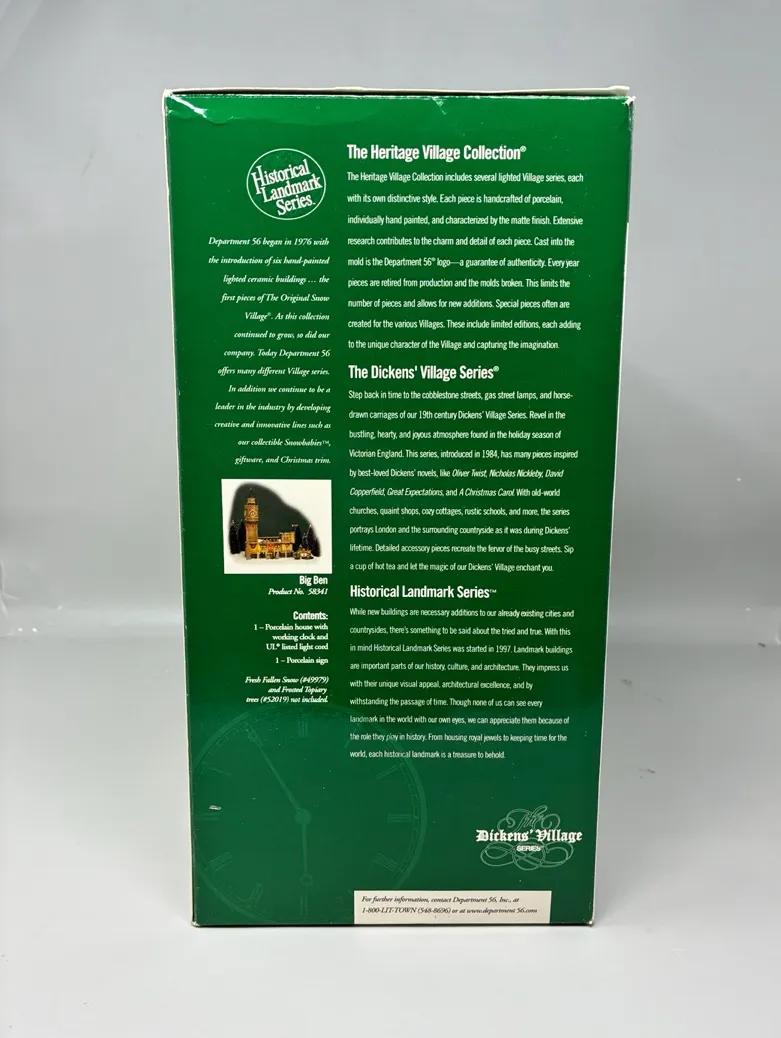 Historical
Landmark
Series™
Department 56 began in 1976 with
the introduction of six hand-painted
lighted ceramic buildings ... the
first pieces of The Original Snow
Village®. As this collection
continued to grow, so did our
company. Today Department 56
offers many different Village series.
In addition we continue to be a
leader in the industry by developing
creative and innovative lines such as
our collectible Snowbabies™,
giftware, and Christmas trim.
Big Ben
Product No. 58341
Contents:
1 – Porcelain house with
working clock and
UL® listed light cord
1 – Porcelain sign
Fresh Fallen Snow (#49979)
and Frosted Topiary
trees (#52019) not included.
The Heritage Village Collection®
The Heritage Village Collection includes several lighted Village series, each
with its own distinctive style. Each piece is handcrafted of porcelain,
individually hand painted, and characterized by the matte finish. Extensive
research contributes to the charm and detail of each piece. Cast into the
mold is the Department 56® logo—a guarantee of authenticity. Every year
pieces are retired from production and the molds broken. This limits the
number of pieces and allows for new additions. Special pieces often are
created for the various Villages. These include limited editions, each adding
to the unique character of the Village and capturing the imagination.
The Dickens' Village Series®
Step back in time to the cobblestone streets, gas street lamps, and horse-
drawn carriages of our 19th century Dickens' Village Series. Revel in the
bustling, hearty, and joyous atmosphere found in the holiday season of
Victorian England. This series, introduced in 1984, has many pieces inspired
by best-loved Dickens' novels, like Oliver Twist, Nicholas Nickleby, David
Copperfield, Great Expectations, and A Christmas Carol. With old-world
churches, quaint shops, cozy cottages, rustic schools, and more, the series
portrays London and the surrounding countryside as it was during Dickens'
lifetime. Detailed accessory pieces recreate the fervor of the busy streets. Sip
a cup of hot tea and let the magic of our Dickens' Village enchant you.
Historical Landmark Series™
While new buildings are necessary additions to our already existing cities and
countrysides, there's something to be said about the tried and true. With this
in mind Historical Landmark Series was started in 1997. Landmark buildings
are important parts of our history, culture, and architecture. They impress us
with their unique visual appeal, architectural excellence, and by
withstanding the passage of time. Though none of us can see every
landmark in the world with our own eyes, we can appreciate them because of
the role they play in history. From housing royal jewels to keeping time for the
world, each historical landmark is a treasure to behold.
The
Dickens' Village
SERIES®
For further information, contact Department 56, Inc., at
1-800-LIT-TOWN (548-8696) or at www.department56.com